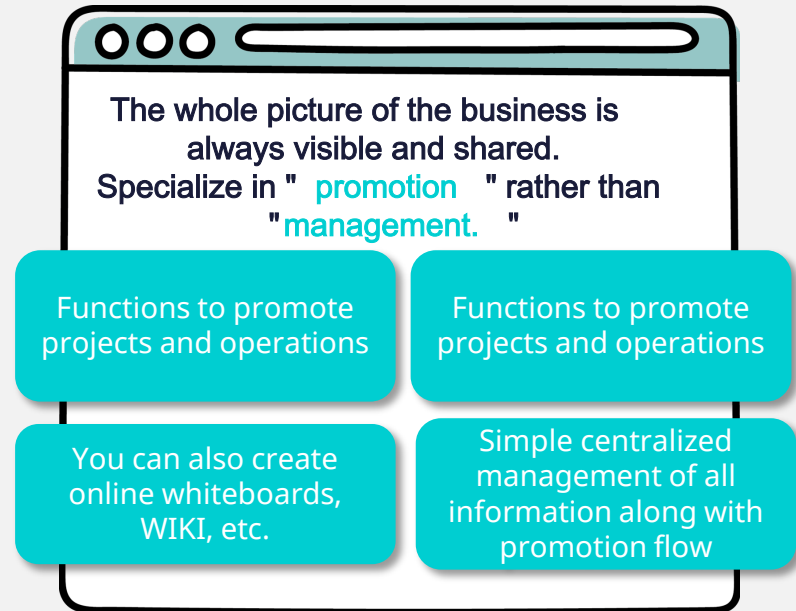 The whole picture of the business is
always visible and shared.
Specialize in " promotion " rather than
"management. "
Functions to promote
projects and operations
Functions to promote
projects and operations
You can also create
online whiteboards,
WIKI, etc.
Simple centralized
management of all
information along with
promotion flow